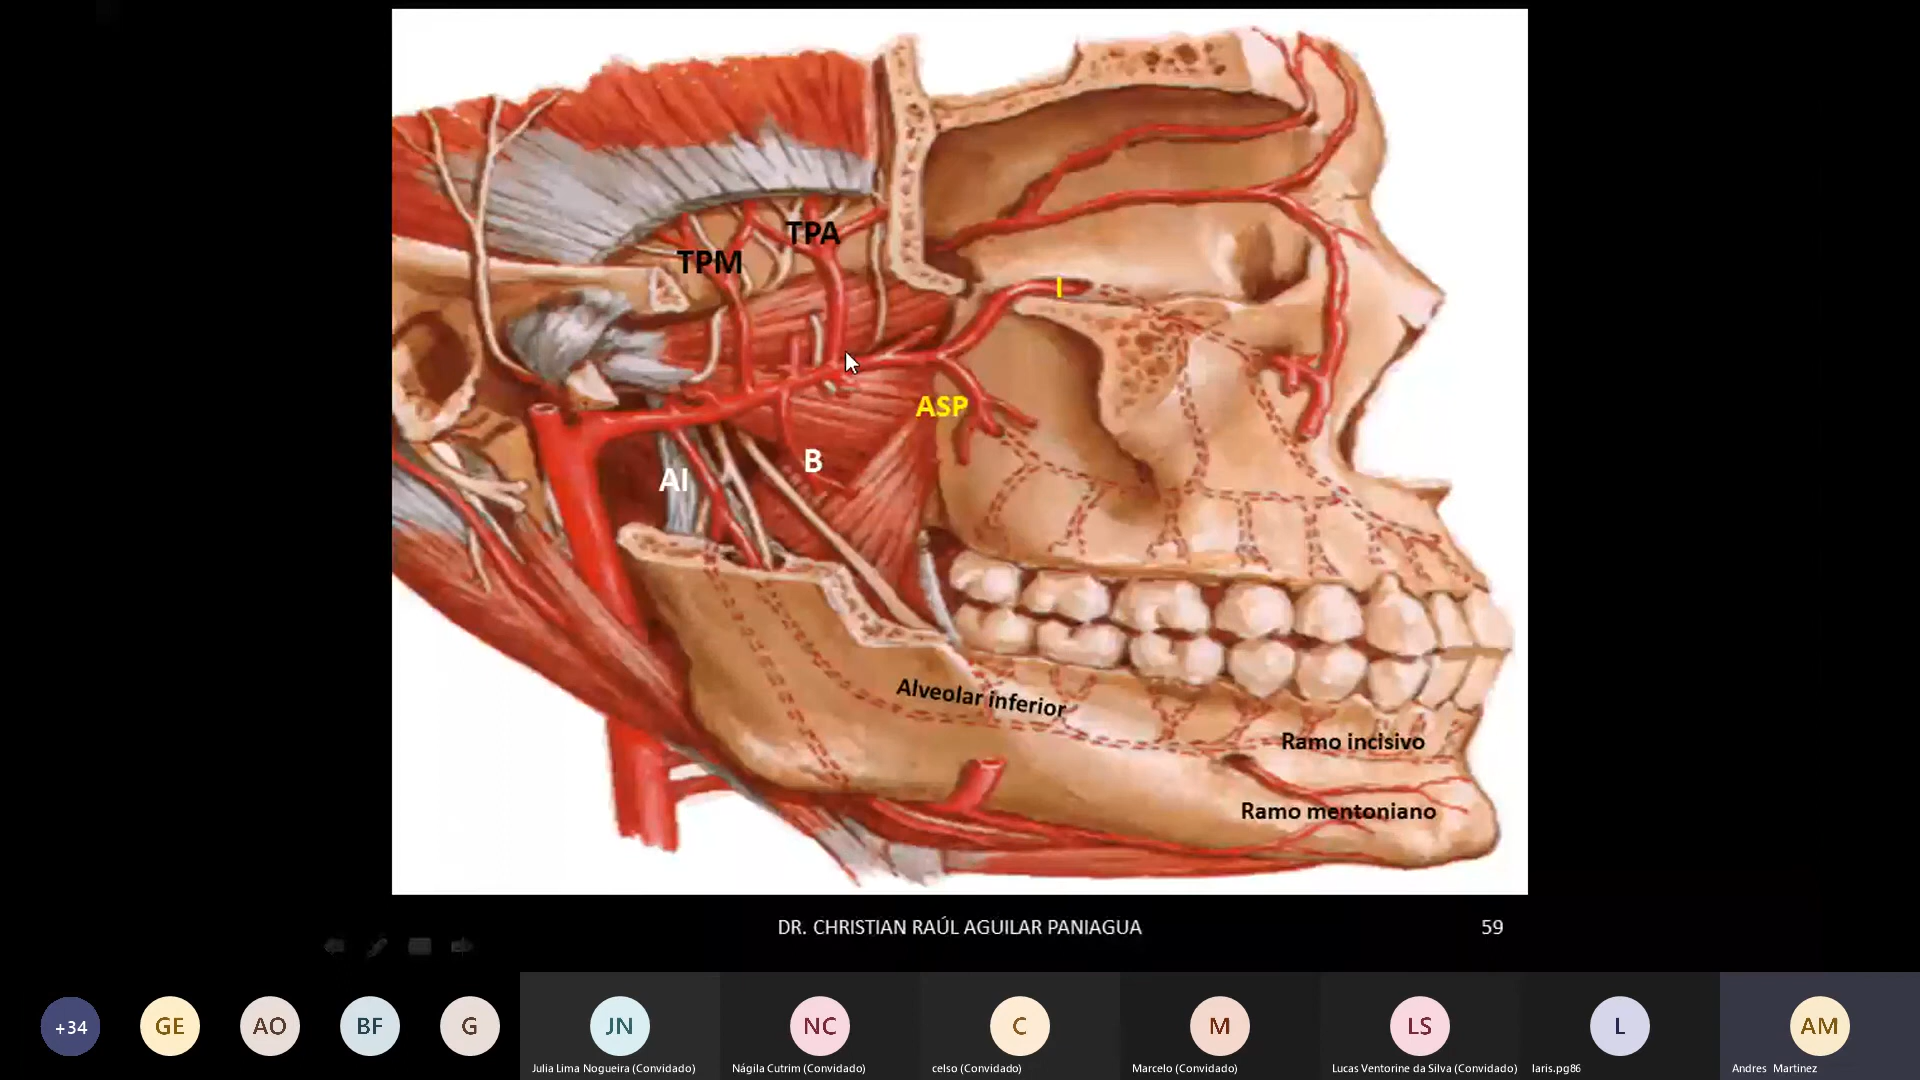 TPA
TPM
I
ASP
B
AI
Alveolar inferior
Ramo incisivo
Ramo mentoniano
DR. CHRISTIAN RAÚL AGUILAR PANIAGUA
59
+34
GE
AO
BF
G
JN
NC
C
M
LS
L
AM
Julia Lima Nogueira (Convidado)
Nágila Cutrim (Convidado)
celso (Convidado)
Marcelo (Convidado)
Lucas Ventorine da Silva (Convidado)
laris.pg86
Andres Martinez